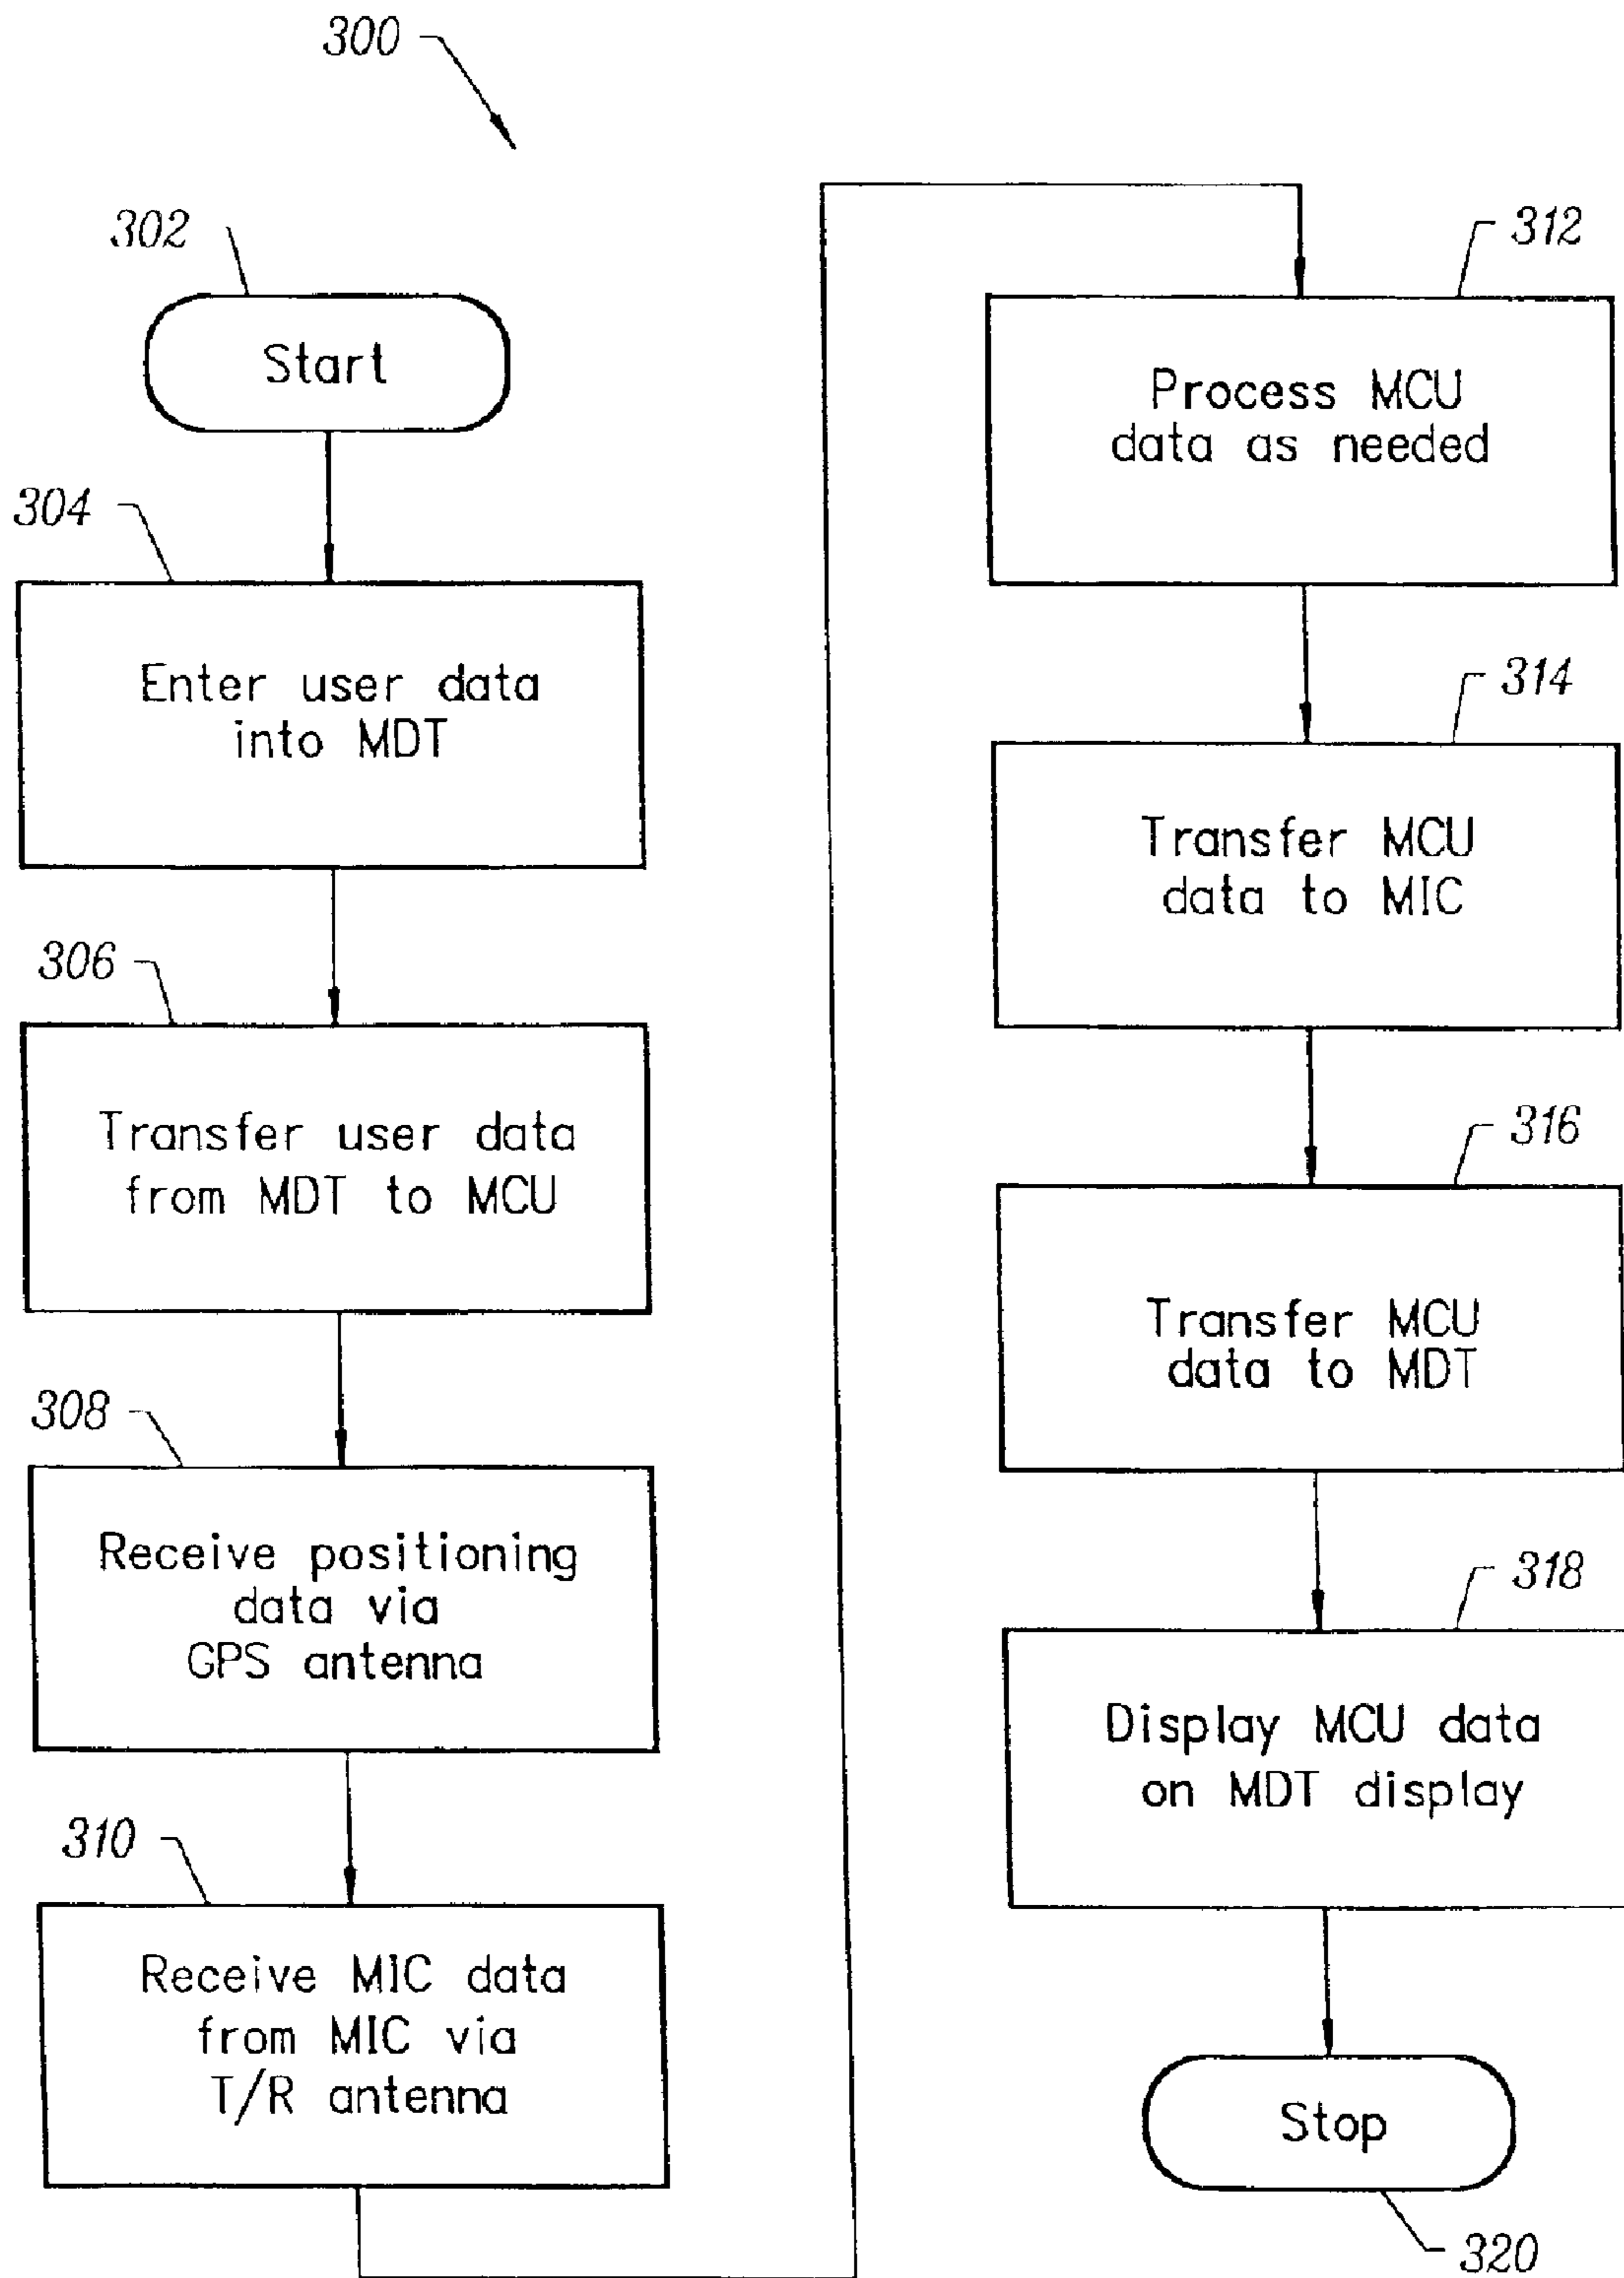 300
302
Start
304
Enter user data
into MDT
306
Transfer user data
from MDT to MCU
308
Receive positioning
data via
GPS antenna
310
Receive MIC data
from MIC via
T/R antenna
312
Process MCU
data as needed
314
Transfer MCU
data to MIC
316
Transfer MCU
data to MDT
318
Display MCU data
on MDT display
Stop
320